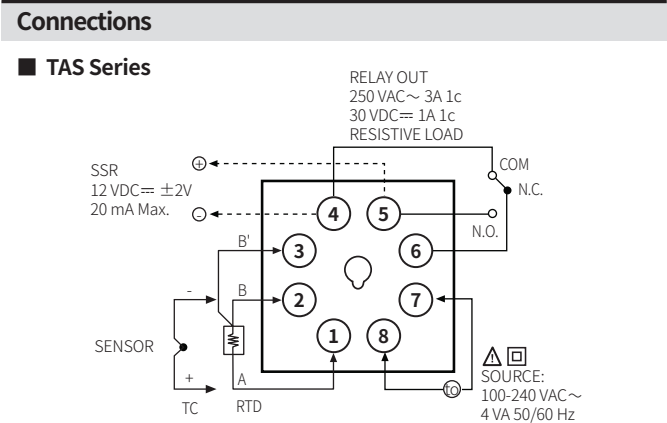 Connections
■ TAS Series
RELAY OUT
250 VAC～ 3A 1c
30 VDC⎓ 1A 1c
RESISTIVE LOAD
SSR
12 VDC⎓ ±2V
20 mA Max.
+
-
COM
N.C.
N.O.
4
5
3
6
2
7
1
8
B'
B
A
-
SENSOR
+
TC
RTD
to
SOURCE:
100-240 VAC～
4 VA 50/60 Hz